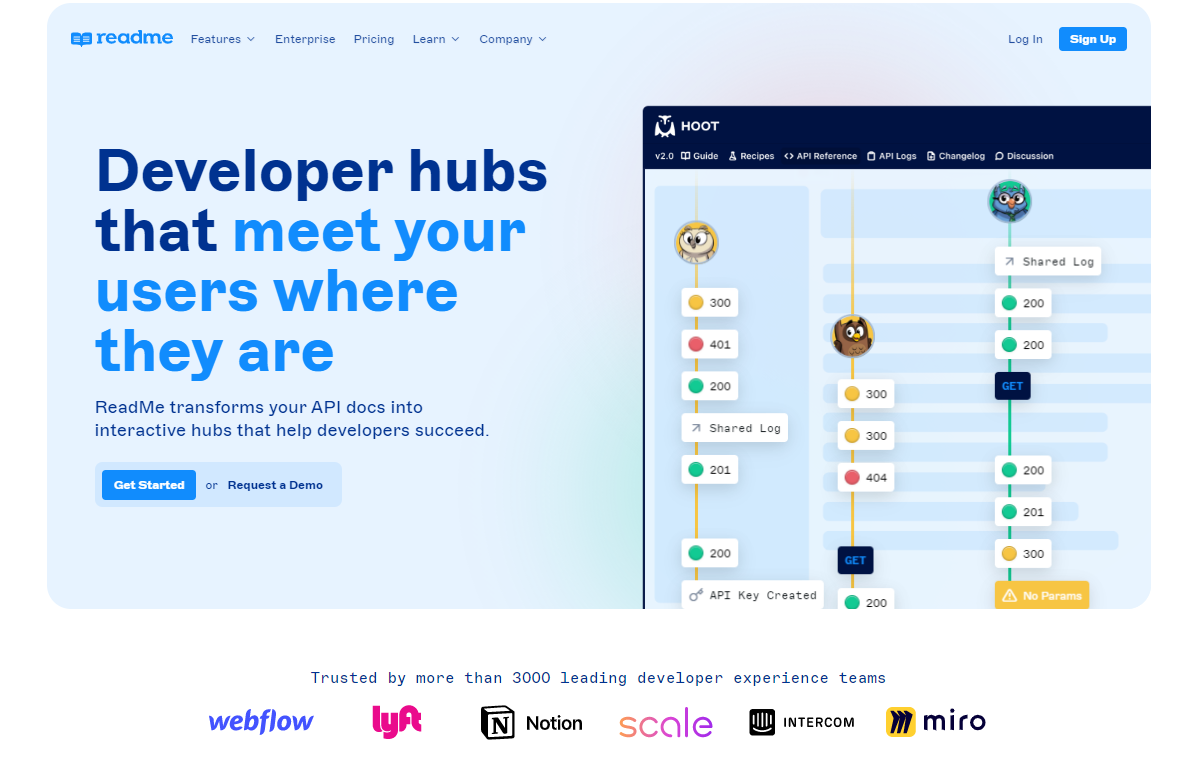 readme Features Enterprise Pricing Learn Company Log In Sign Up
Developer hubs
that meet your
users where
they are
ReadMe transforms your API docs into
interactive hubs that help developers succeed.
Get Started or Request a Demo
HOOT
v2.0 Guide Recipes API Reference API Logs Changelog Discussion
300
401
200
Shared Log
201
200
API Key Created
300
300
404
GET
200
Shared Log
200
200
GET
200
201
300
No Params
Trusted by more than 3000 leading developer experience teams
webflow lyft Notion scale INTERCOM miro